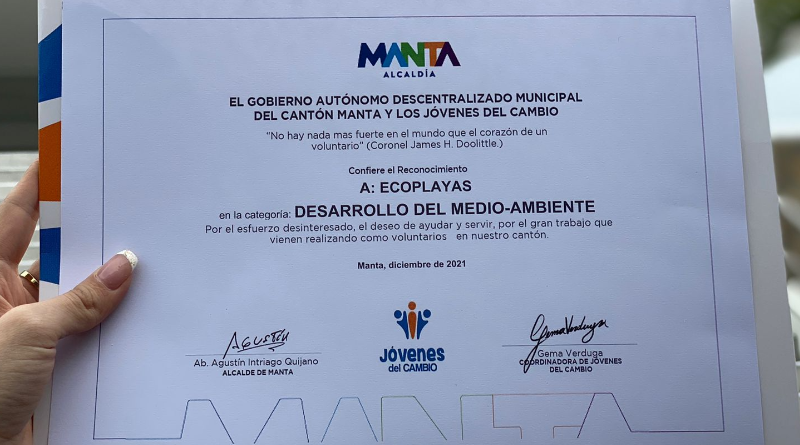 MANTA
ALCALDÍA
EL GOBIERNO AUTÓNOMO DESCENTRALIZADO MUNICIPAL
DEL CANTÓN MANTA Y LOS JÓVENES DEL CAMBIO
"No hay nada mas fuerte en el mundo que el corazón de un
voluntario" (Coronel James H. Doolittle.)
Confiere el Reconocimiento
A: ECOPLAYAS
en la categoría: DESARROLLO DEL MEDIO-AMBIENTE
Por el esfuerzo desinteresado, el deseo de ayudar y servir, por el gran trabajo que
vienen realizando como voluntarios en nuestro cantón.
Manta, diciembre de 2021
AGUSTÍN
Ab. Agustín Intriago Quijano
ALCALDE DE MANTA
Jóvenes
del CAMBIO
Gema Verduga
Gema Verduga
COORDINADORA DE JÓVENES
DEL CAMBIO
MANTA